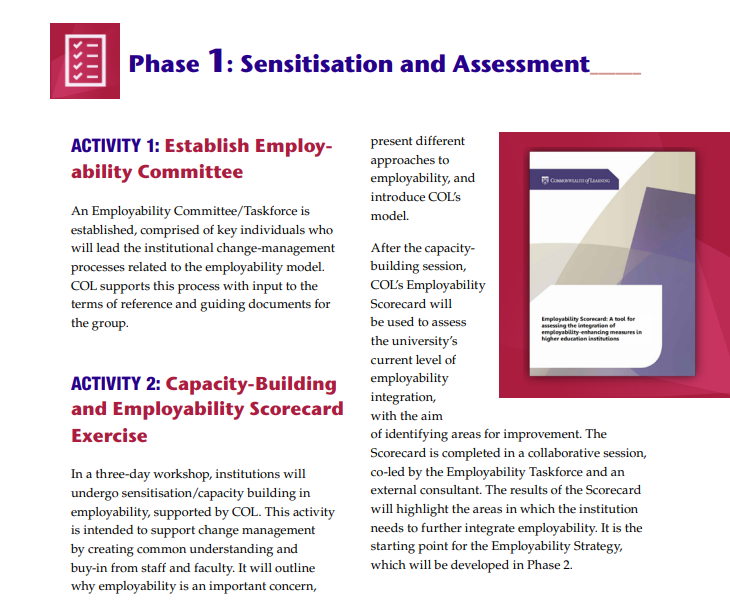 Phase 1: Sensitisation and Assessment_____
ACTIVITY 1: Establish Employ-
ability Committee
An Employability Committee/Taskforce is
established, comprised of key individuals who
will lead the institutional change-management
processes related to the employability model.
COL supports this process with input to the
terms of reference and guiding documents for
the group.
ACTIVITY 2: Capacity-Building
and Employability Scorecard
Exercise
In a three-day workshop, institutions will
undergo sensitisation/capacity building in
employability, supported by COL. This activity
is intended to support change management
by creating common understanding and
buy-in from staff and faculty. It will outline
why employability is an important concern,
present different
approaches to
employability, and
introduce COL’s
model.
After the capacity-
building session,
COL’s Employability
Scorecard will
be used to assess
the university’s
current level of
employability
integration,
with the aim
of identifying areas for improvement. The
Scorecard is completed in a collaborative session,
co-led by the Employability Taskforce and an
external consultant. The results of the Scorecard
will highlight the areas in which the institution
needs to further integrate employability. It is the
starting point for the Employability Strategy,
which will be developed in Phase 2.
COMMONWEALTH of LEARNING
Employability Scorecard: A tool for
assessing the integration of
employability-enhancing measures in
higher education institutions